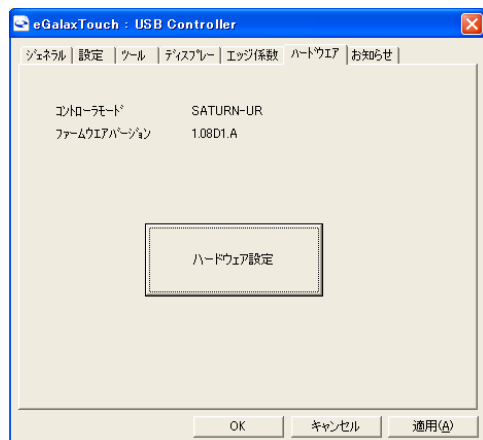 eGalaxTouch : USB Controller
ジェネラル 設定 ツール ディスプレー エッジ係数 ハードウエア お知らせ
コントローラモード SATURN-UR
ファームウエアバージョン 1.08D1.A
ハードウェア設定
OK キャンセル 適用(A)